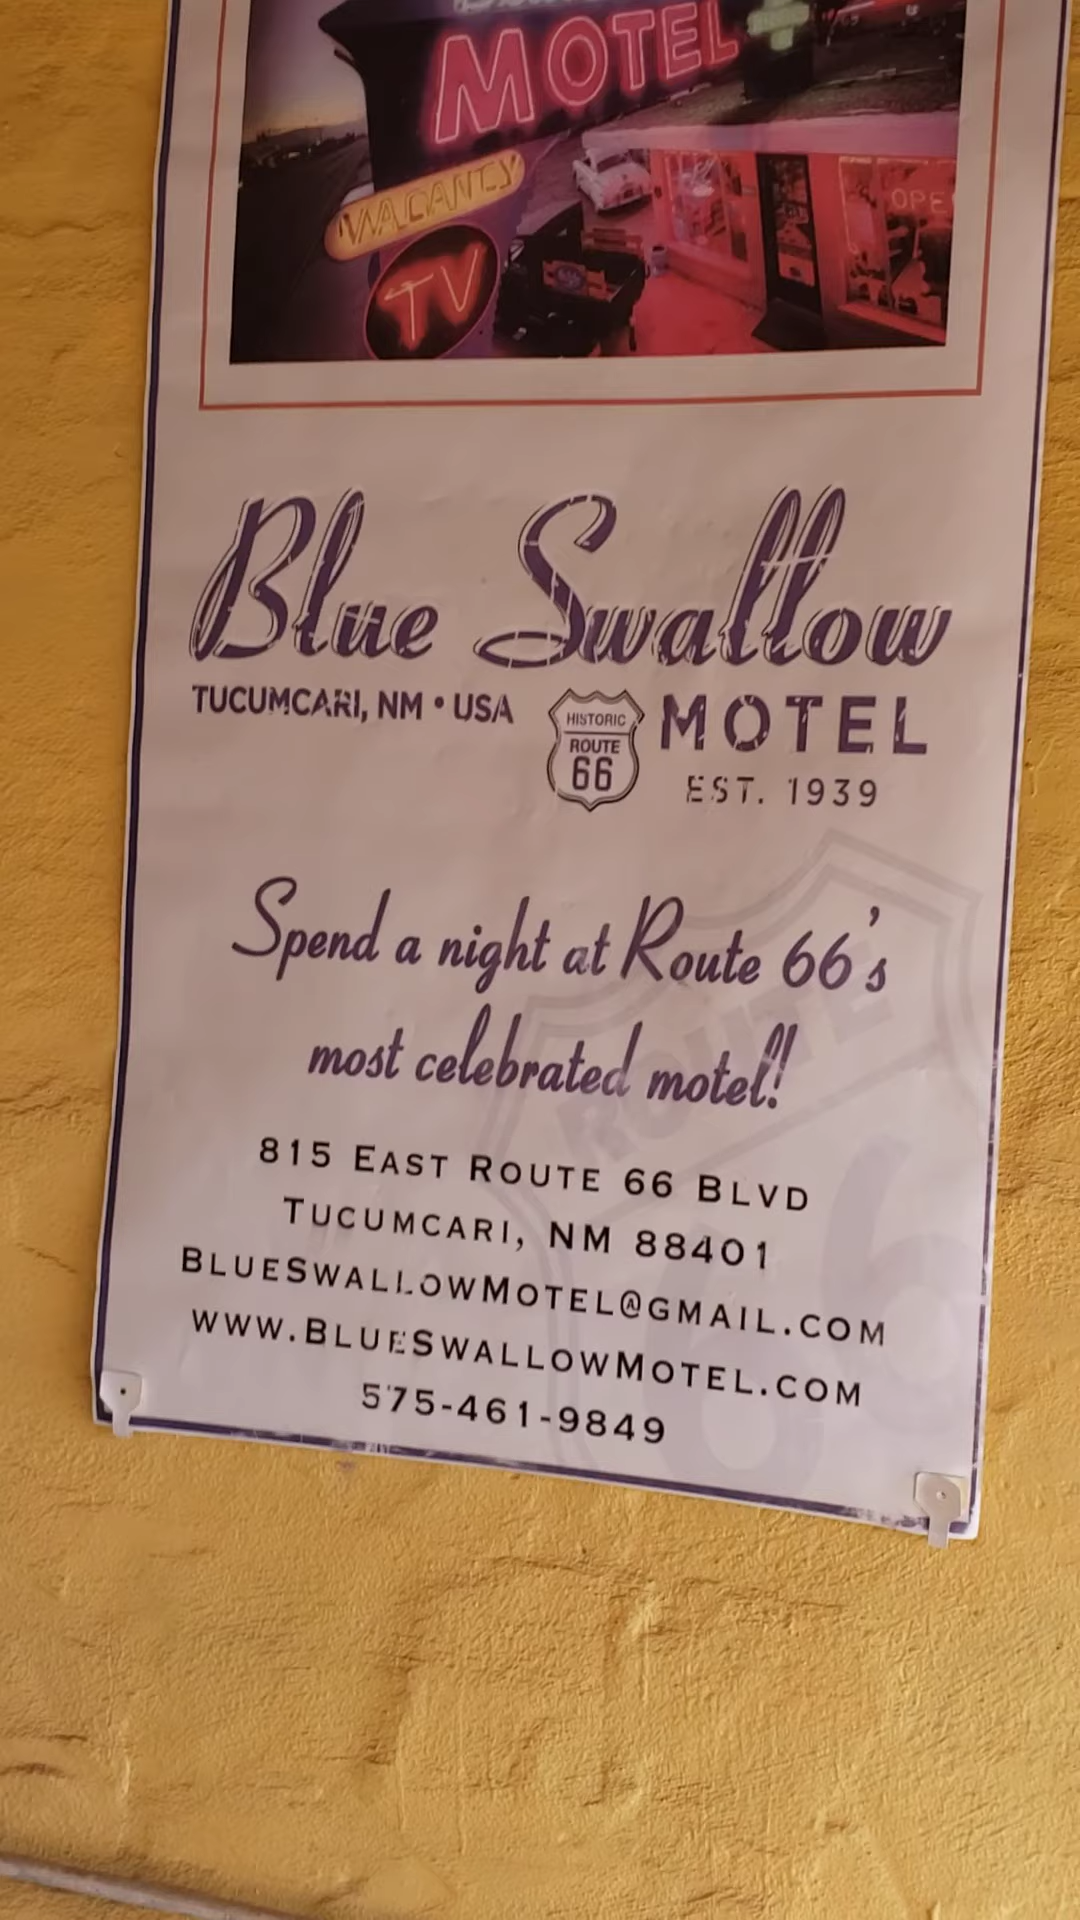 MOTEL
VACANCY
TV
Blue Swallow
TUCUMCARI, NM • USA
HISTORIC
ROUTE
66
MOTEL
EST. 1939
Spend a night at Route 66's
most celebrated motel!
ROUTE
66
815 EAST ROUTE 66 BLVD
TUCUMCARI, NM 88401
BLUESWALLOWMOTEL@GMAIL.COM
WWW.BLUESWALLOWMOTEL.COM
575-461-9849